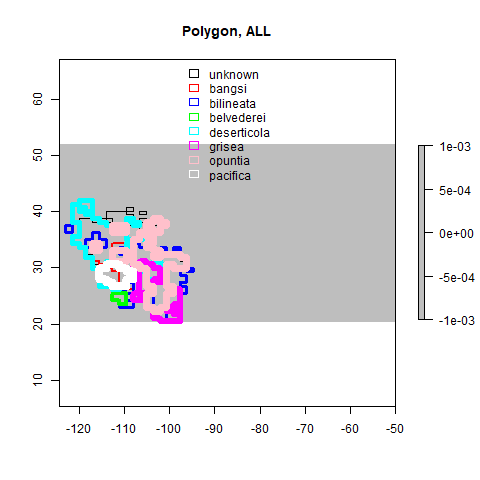 Polygon, ALL
unknown
bangsi
bilineata
belvederei
deserticola
grisea
opuntia
pacifica
60
50
40
30
20
10
-120 -110 -100 -90 -80 -70 -60 -50
1e-03
5e-04
0e+00
-5e-04
-1e-03